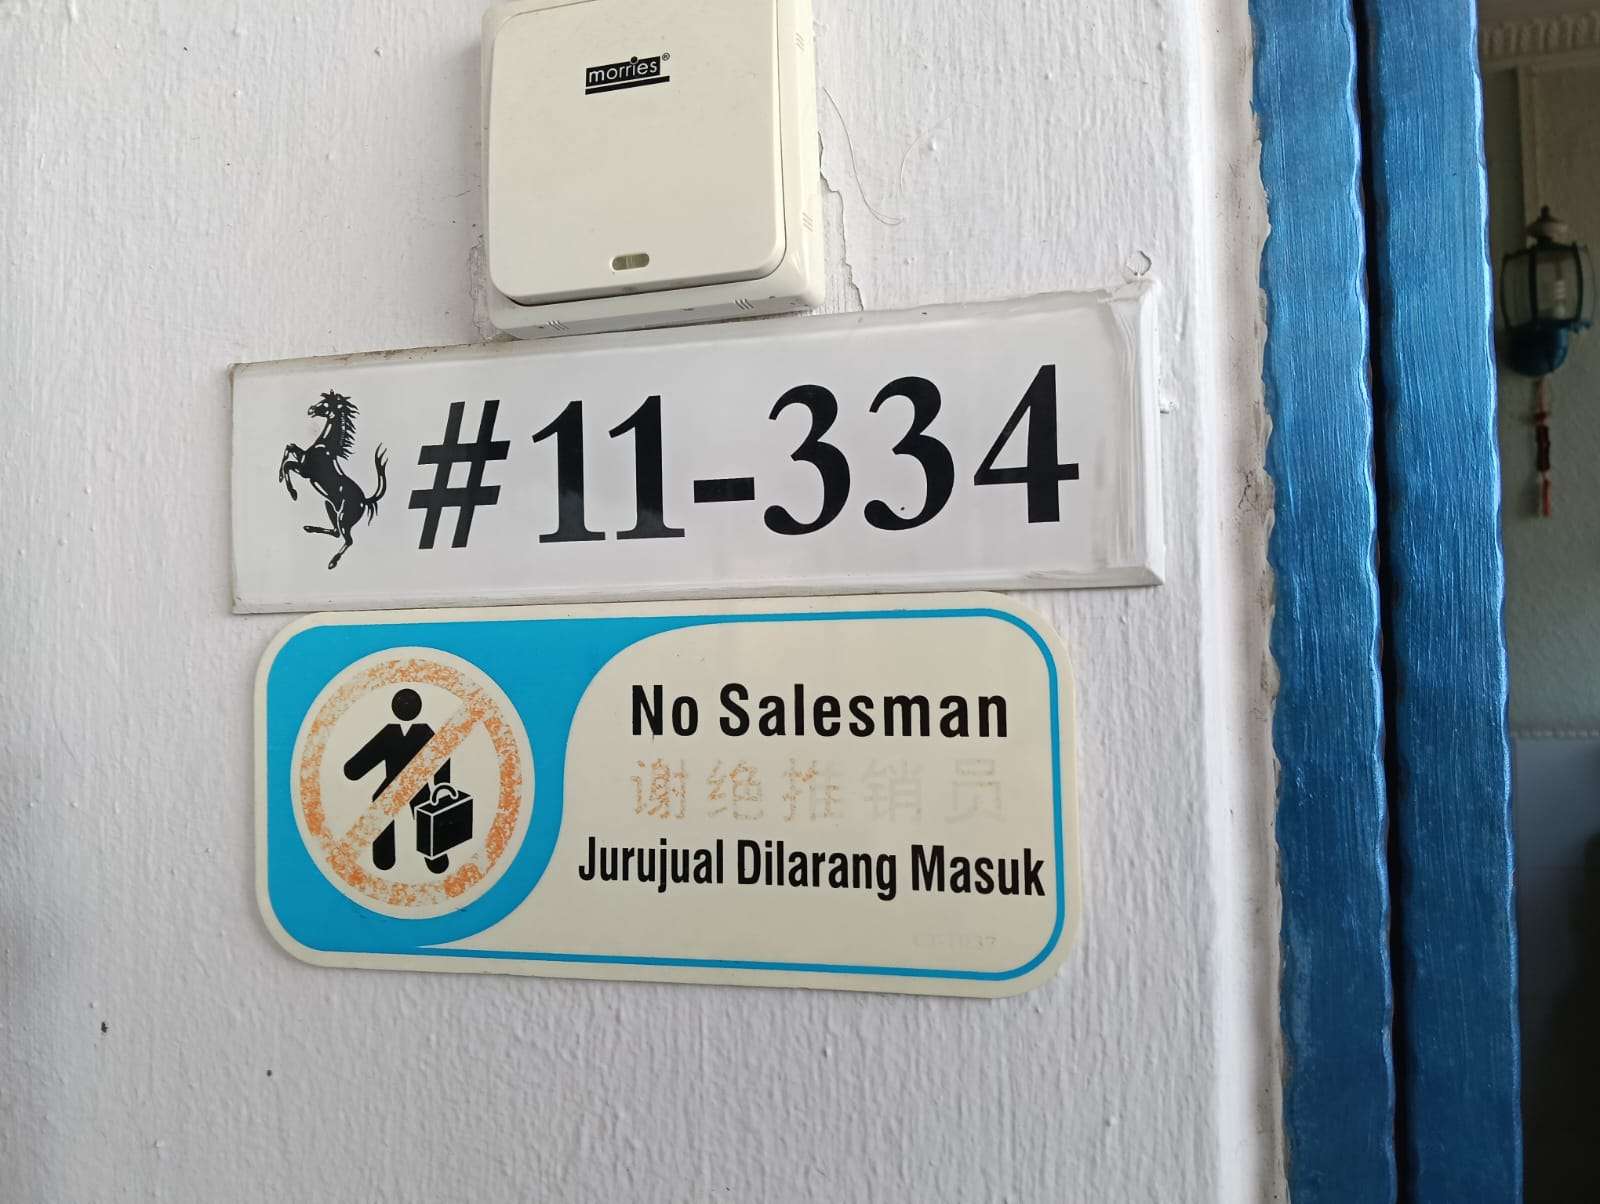 morries®
#11-334
No Salesman
谢绝推销员
Jurujual Dilarang Masuk